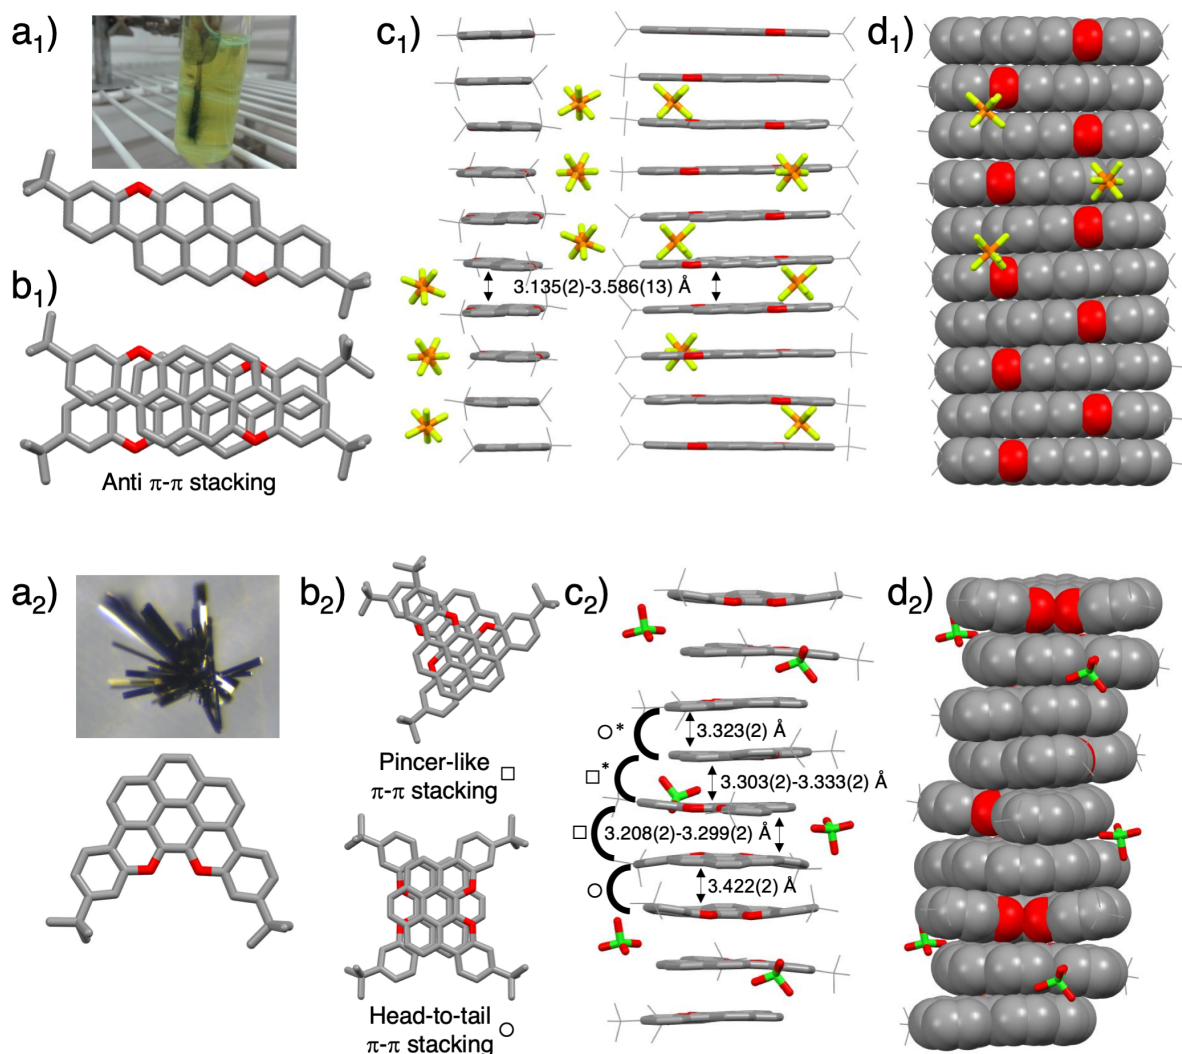 a1)
c1)
d1)
b1)
3.135(2)-3.586(13) Å
Anti π-π stacking
a2)
b2)
c2)
d2)
3.323(2) Å
○*
Pincer-like □
π-π stacking
□*
3.303(2)-3.333(2) Å
□
3.208(2)-3.299(2) Å
3.422(2) Å
○
Head-to-tail ○
π-π stacking